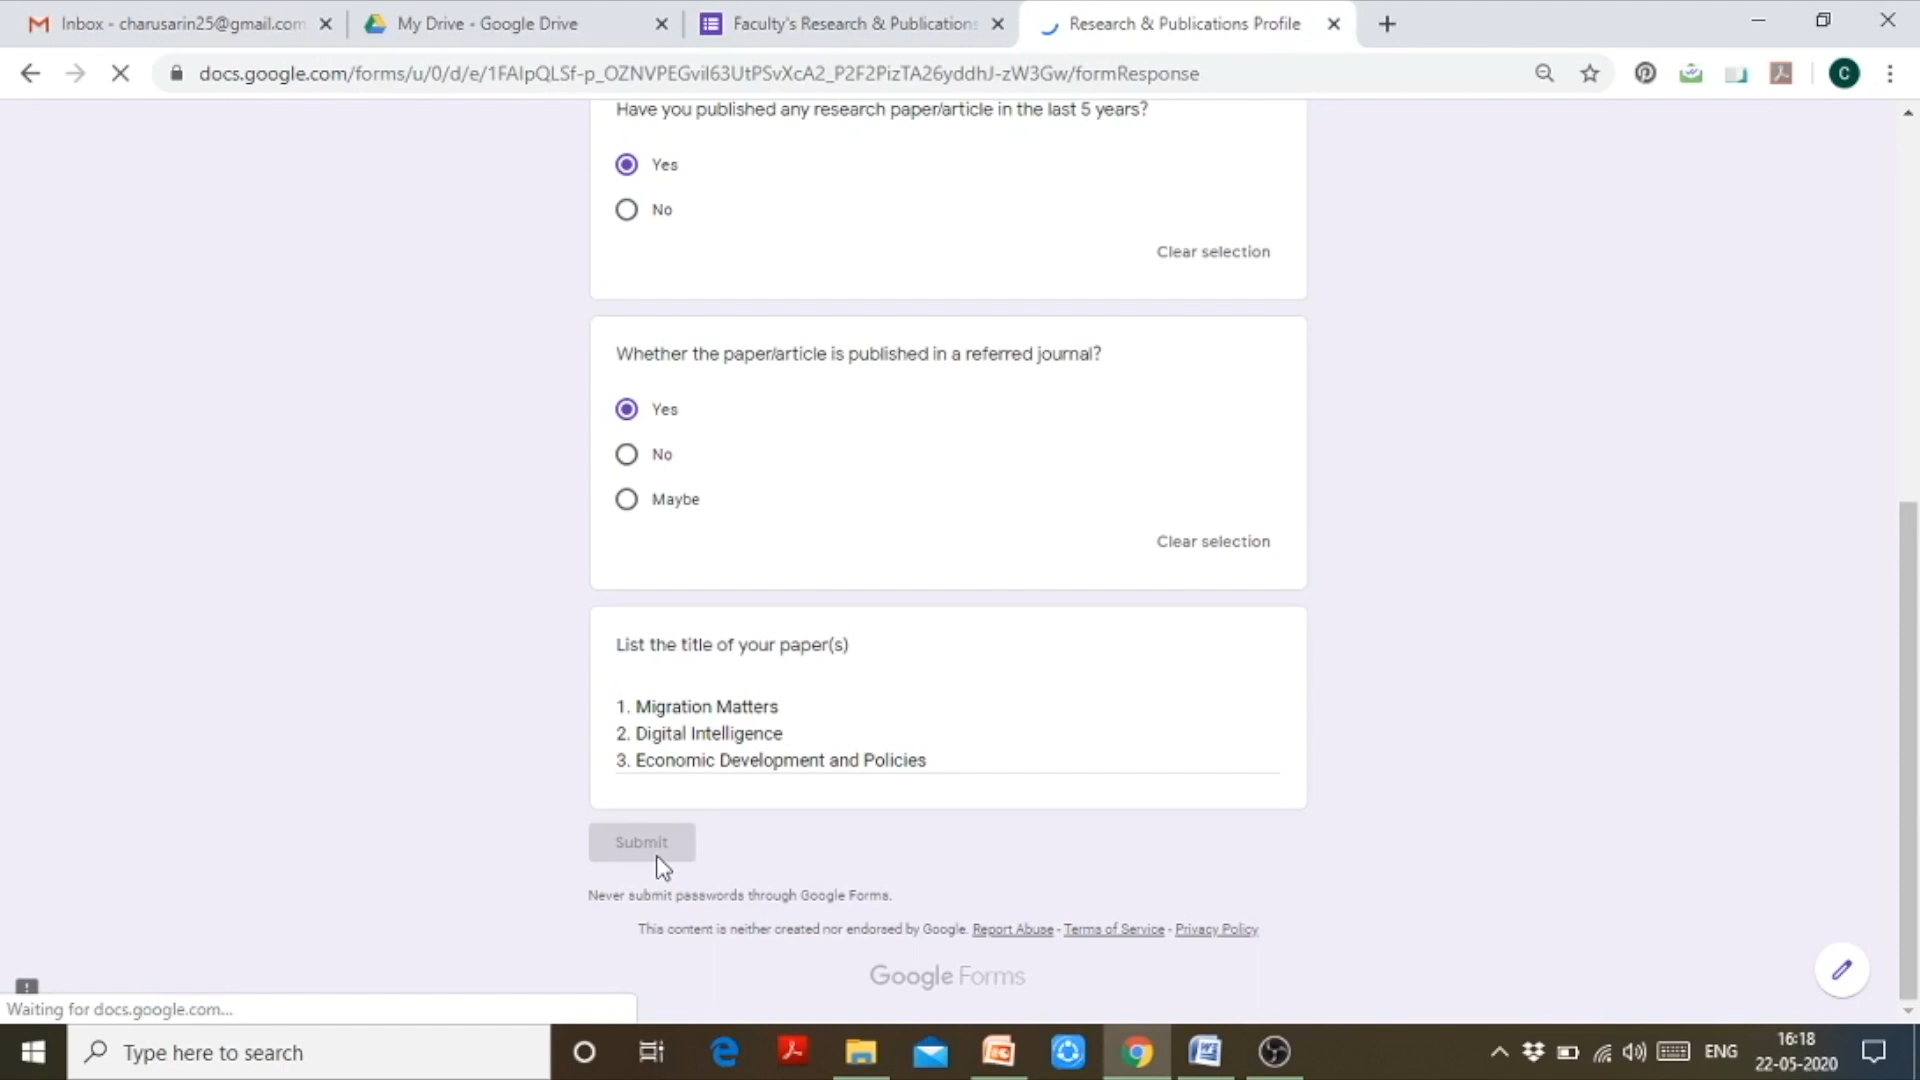 Inbox - charusarin25@gmail.com
My Drive - Google Drive
Faculty's Research & Publications
Research & Publications Profile
docs.google.com/forms/u/0/d/e/1FAIpQLSf-p_OZNVPEGvil63UtPSvXcA2_P2F2PizTA26yddhJ-zW3Gw/formResponse
C
Have you published any research paper/article in the last 5 years?
Yes
No
Clear selection
Whether the paper/article is published in a referred journal?
Yes
No
Maybe
Clear selection
List the title of your paper(s)
1. Migration Matters
2. Digital Intelligence
3. Economic Development and Policies
Submit
Never submit passwords through Google Forms.
This content is neither created nor endorsed by Google. Report Abuse - Terms of Service - Privacy Policy
Google Forms
Waiting for docs.google.com...
Type here to search
ENG
16:18
22-05-2020